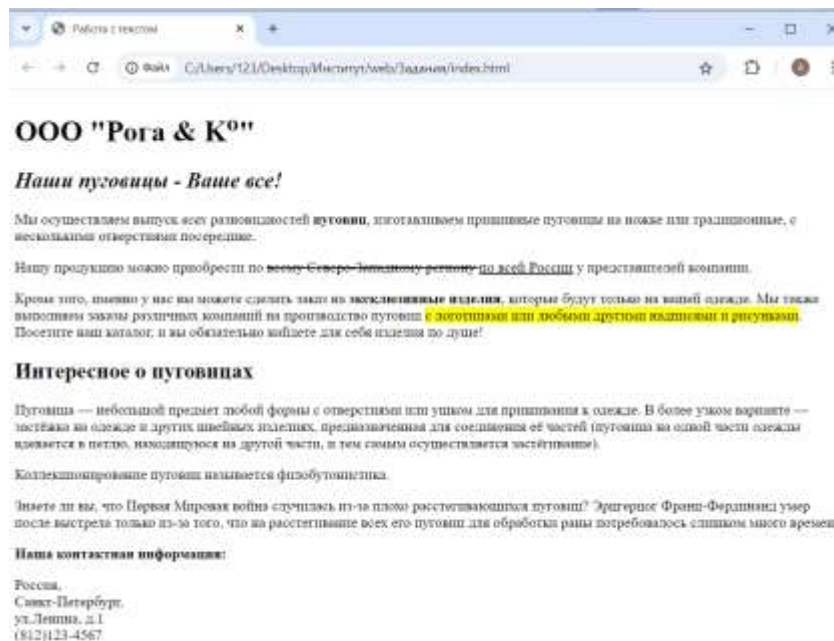 Работа с текстом
Файл C:/Users/123/Desktop/Институт/web/Задания/index.html
ООО "Рога & Kº"
Наши пуговицы - Ваше все!
Мы осуществляем выпуск всех разновидностей пуговиц, изготавливаем пришивные пуговицы на ножке или традиционные, с
несколькими отверстиями посередине.
Нашу продукцию можно приобрести по всему Северо-Западному региону по всей России у представителей компании.
Кроме того, именно у нас вы можете сделать заказ на эксклюзивные изделия, которые будут только на вашей одежде. Мы также
выполняем заказы различных компаний на производство пуговиц с логотипами или любыми другими надписями и рисунками.
Посетите наш каталог, и вы обязательно найдете для себя изделия по душе!
Интересное о пуговицах
Пуговица — небольшой предмет любой формы с отверстиями или ушком для пришивания к одежде. В более узком варианте —
застёжка на одежде и других швейных изделиях, предназначенная для соединения её частей (пуговица на одной части одежды
вдевается в петлю, находящуюся на другой части, и тем самым осуществляется застёгивание).
Коллекционирование пуговиц называется филобутонистика.
Знаете ли вы, что Первая Мировая война случилась из-за плохо расстегивающихся пуговиц? Эрцгерцог Франц-Фердинанд умер
после выстрела только из-за того, что на расстегивание всех его пуговиц для обработки раны потребовалось слишком много времен
Наша контактная информация:
Россия,
Санкт-Петербург,
ул.Ленина, д.1
(812)123-4567